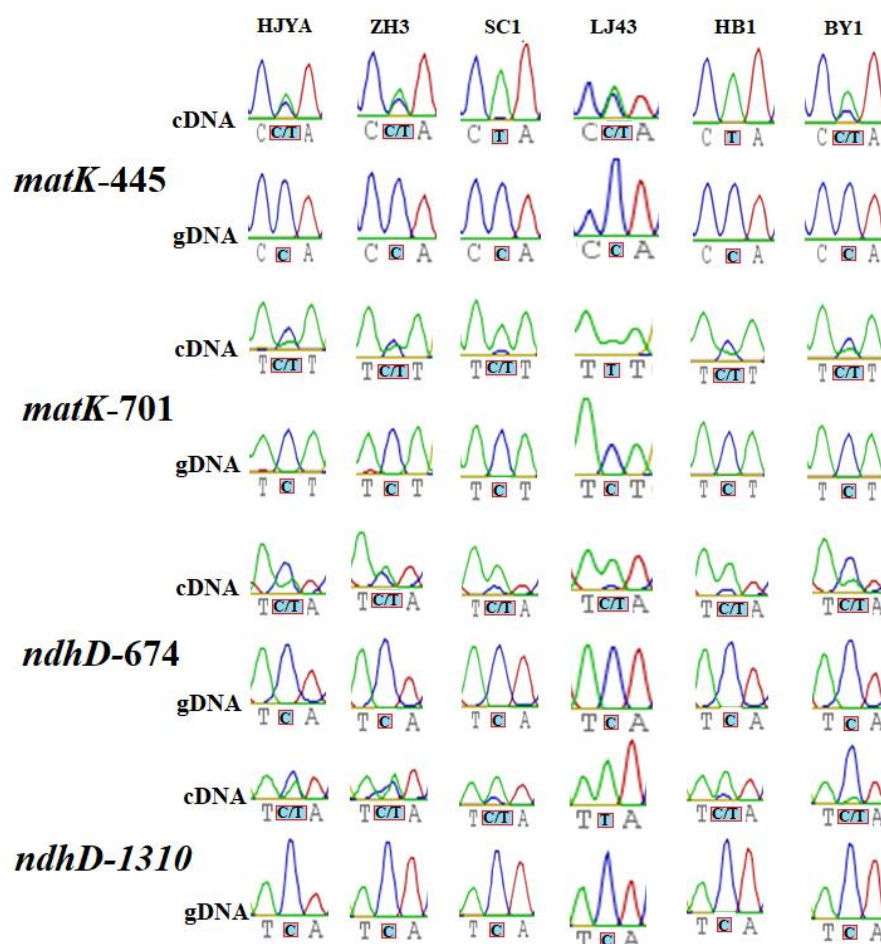 HJYA ZH3 SC1 LJ43 HB1 BY1
cDNA
C C/T A C C/T A C T A C C/T A C T A C C/T A
matK-445
gDNA
C C A C C A C C A C C A C C A C C A
cDNA
T C/T T T C/T T T C/T T T T T T C/T T T C/T T
matK-701
gDNA
T C T T C T T C T T C T T C T T C T
cDNA
T C/T A T C/T A T C/T A T C/T A T C/T A T C/T A
ndhD-674
gDNA
T C A T C A T C A T C A T C A T C A
cDNA
T C/T A T C/T A T C/T A T T A T C/T A T C/T A
ndhD-1310
gDNA
T C A T C A T C A T C A T C A T C A